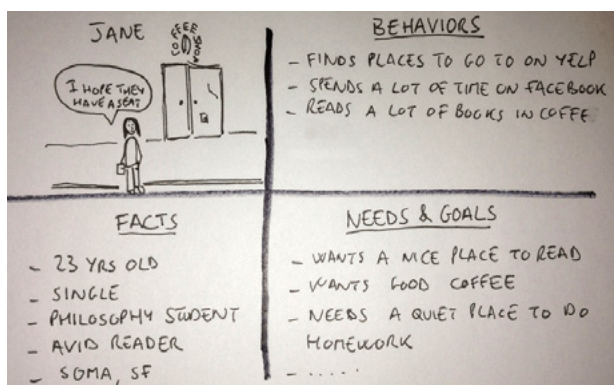 JANE
COFFEE
SHOP
I HOPE THEY
HAVE A SEAT
BEHAVIORS
- FINDS PLACES TO GO TO ON YELP
- SPENDS A LOT OF TIME ON FACEBOOK
- READS A LOT OF BOOKS IN COFFEE
FACTS
- 23 YRS OLD
- SINGLE
- PHILOSOPHY STUDENT
- AVID READER
- SOMA, SF
NEEDS & GOALS
- WANTS A NICE PLACE TO READ
- WANTS GOOD COFFEE
- NEEDS A QUIET PLACE TO DO
HOMEWORK
- .....